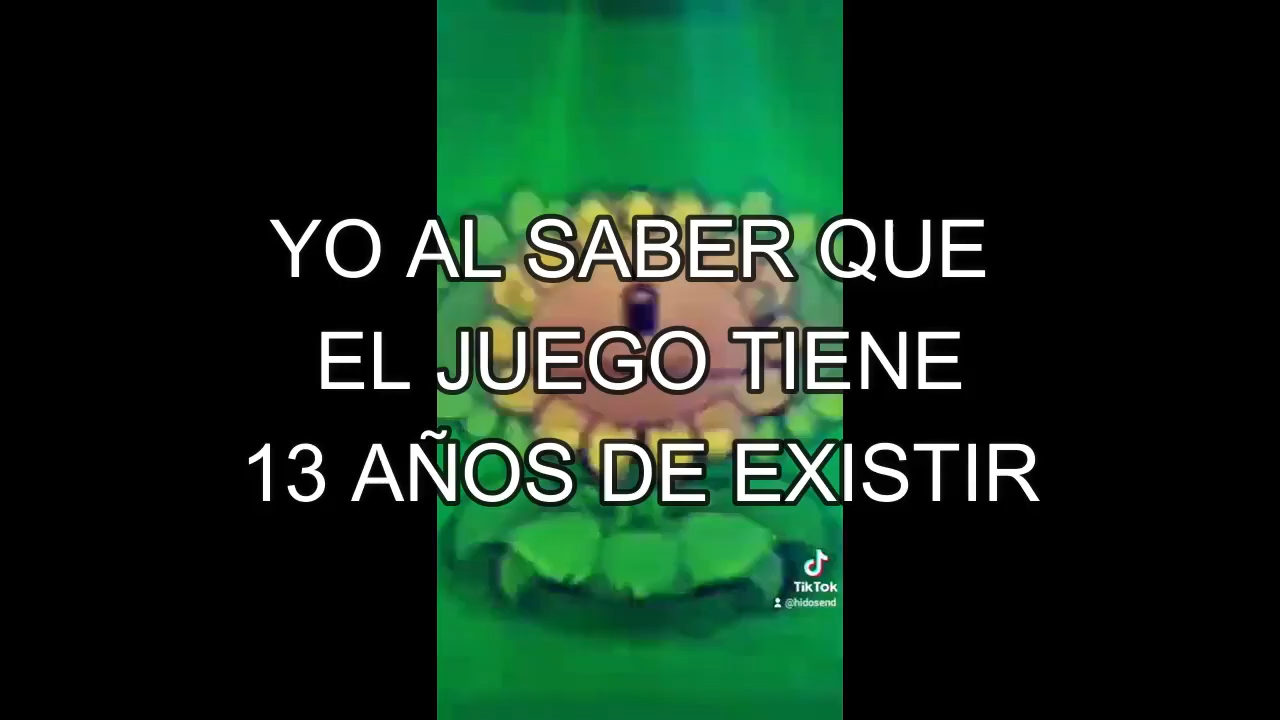 YO AL SABER QUE
EL JUEGO TIENE
13 AÑOS DE EXISTIR
TikTok
@hidosend